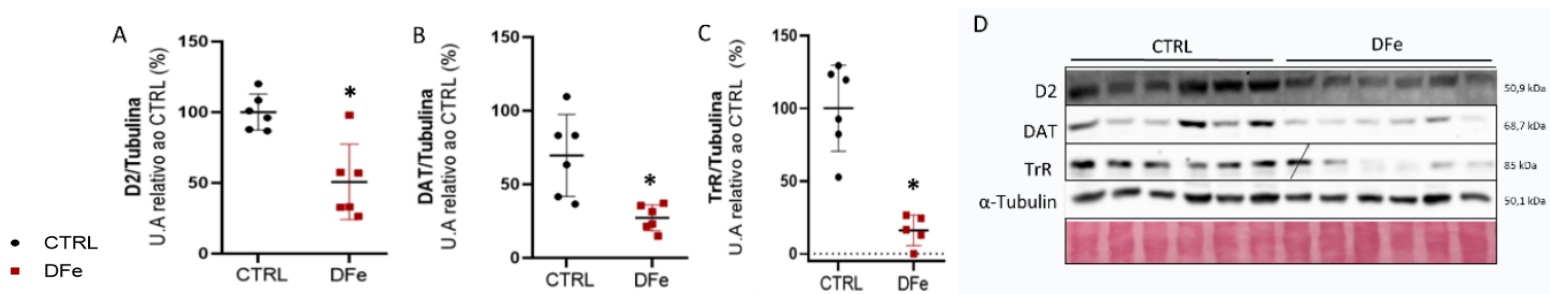 A
D2/Tubulina
U.A relativo ao CTRL (%)
150
100
50
0
*
CTRL
DFe
B
DAT/Tubulina
U.A relativo ao CTRL (%)
150
100
50
0
*
CTRL
DFe
C
TrR/Tubulina
U.A relativo ao CTRL (%)
150
100
50
0
*
CTRL
DFe
CTRL
DFe
D
CTRL
DFe
D2
50,9 kDa
DAT
68,7 kDa
TrR
85 kDa
α-Tubulin
50,1 kDa